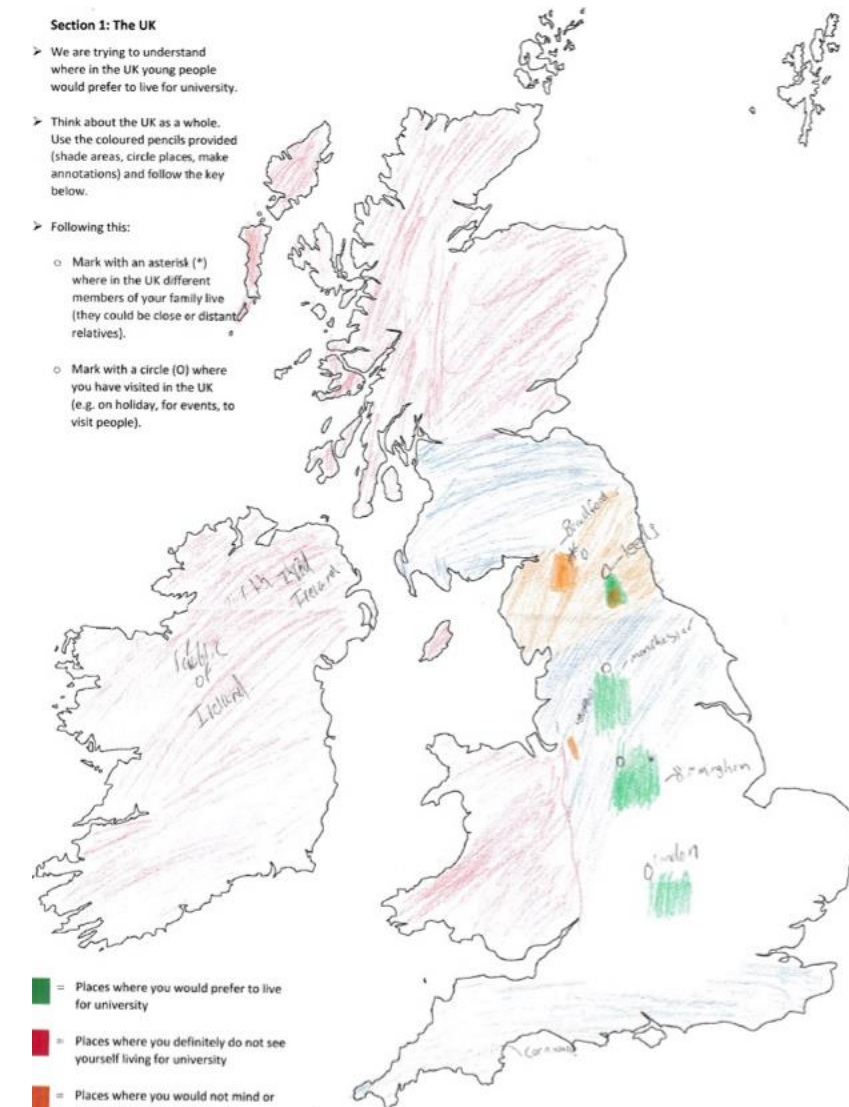 Section 1: The UK
➤ We are trying to understand
where in the UK young people
would prefer to live for university.
➤ Think about the UK as a whole.
Use the coloured pencils provided
(shade areas, circle places, make
annotations) and follow the key
below.
➤ Following this:
○ Mark with an asterisk (*)
where in the UK different
members of your family live
(they could be close or distant
relatives).
○ Mark with a circle (O) where
you have visited in the UK
(e.g. on holiday, for events, to
visit people).
Bradford
* O
leeds
Ireland
of
Ireland
manchester
Birmingham
london
Cornwall
= Places where you would prefer to live
for university
= Places where you definitely do not see
yourself living for university
= Places where you would not mind or